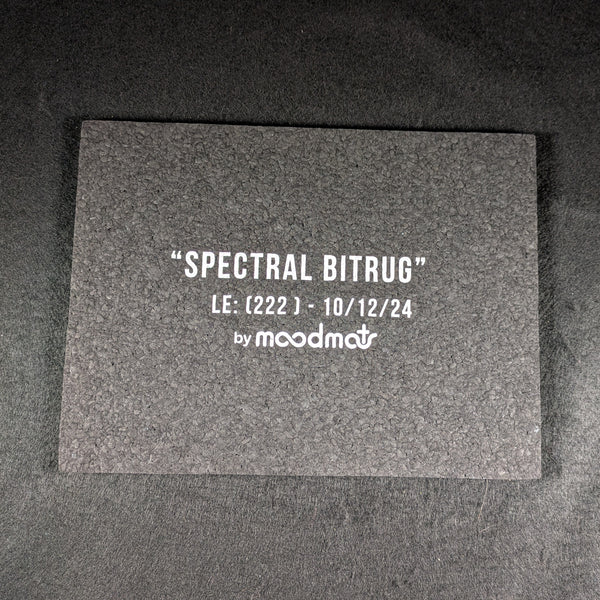 “SPECTRAL BITRUG”
LE: (222 ) - 10/12/24
by moodmats